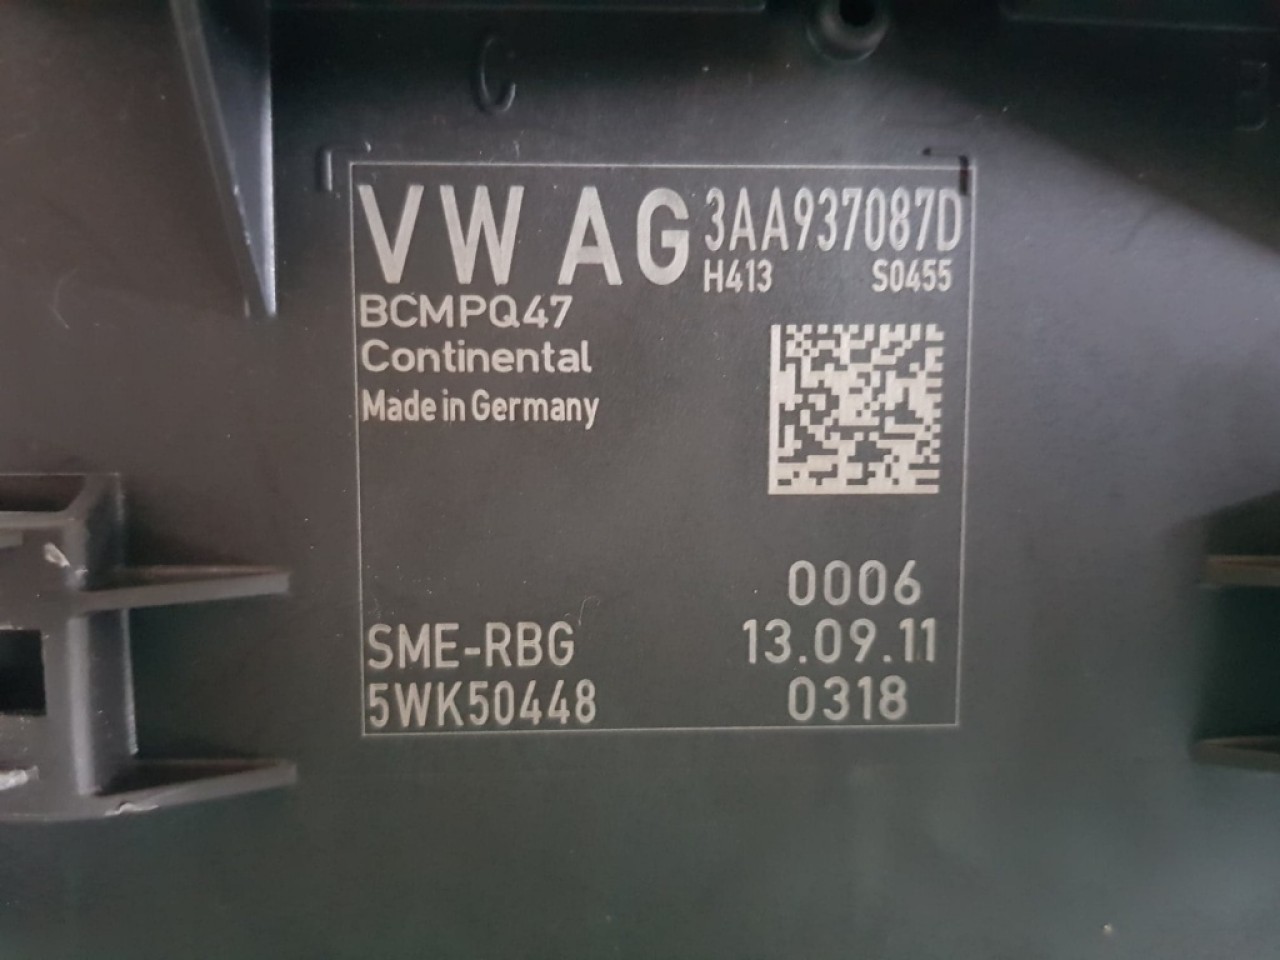 C
B
VW AG 3AA937087D
H413 S0455
BCMPQ47
Continental
Made in Germany
0006
SME-RBG 13.09.11
5WK50448 0318